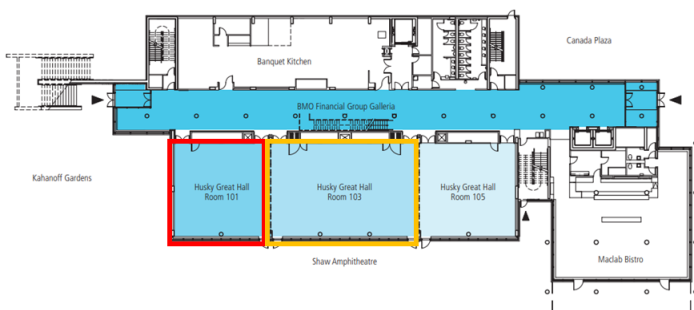 Canada Plaza
Banquet Kitchen
BMO Financial Group Galleria
Kahanoff Gardens
Husky Great Hall
Room 101
Husky Great Hall
Room 103
Husky Great Hall
Room 105
Shaw Amphitheatre
Maclab Bistro